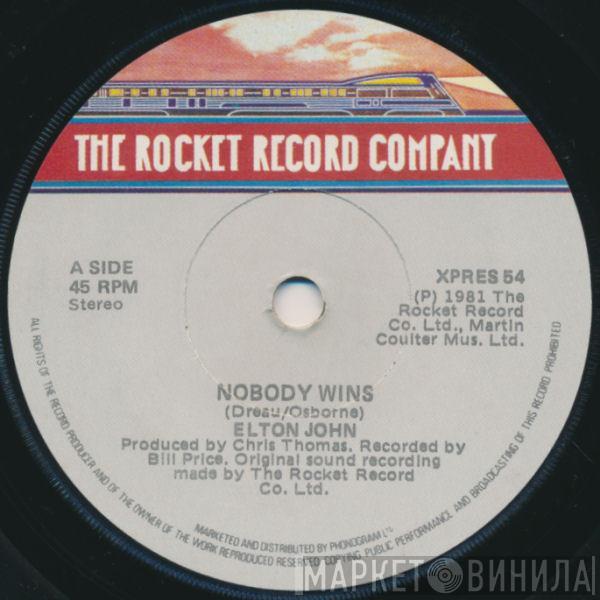 THE ROCKET RECORD COMPANY
A SIDE
45 RPM
Stereo
XPRES 54
(P) 1981 The
Rocket Record
Co. Ltd., Martin
Coulter Mus. Ltd.
NOBODY WINS
(Dreau/Osborne)
ELTON JOHN
Produced by Chris Thomas. Recorded by
Bill Price. Original sound recording
made by The Rocket Record
Co. Ltd.
MARKETED AND DISTRIBUTED BY PHONOGRAM LTD
ALL RIGHTS OF THE RECORD PRODUCER AND OF THE OWNER OF THE WORK REPRODUCED RESERVED COPYING, PUBLIC PERFORMANCE AND BROADCASTING OF THIS RECORD PROHIBITED
МАРКЕТ ВИНИЛА